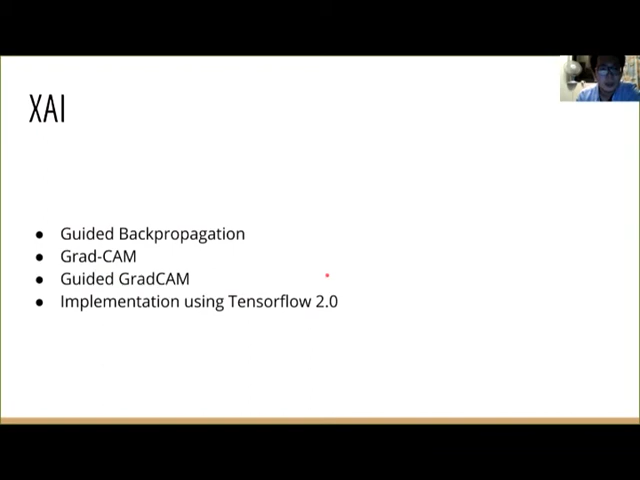 XAI
● Guided Backpropagation
● Grad-CAM
● Guided GradCAM
● Implementation using Tensorflow 2.0